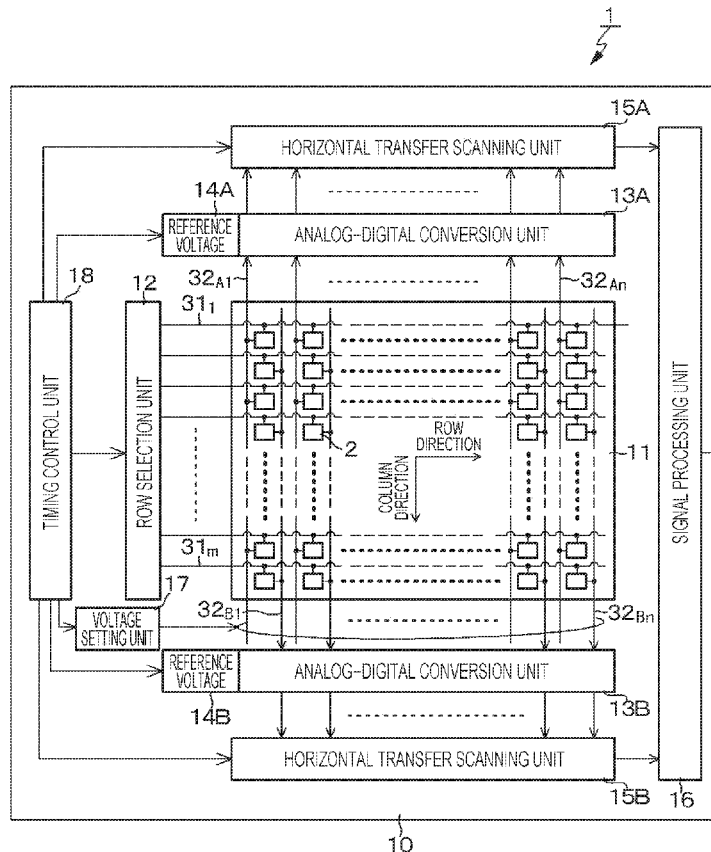 1
15A
HORIZONTAL TRANSFER SCANNING UNIT
14A
13A
REFERENCE VOLTAGE
ANALOG-DIGITAL CONVERSION UNIT
18
12
32A1
32An
311
TIMING CONTROL UNIT
ROW SELECTION UNIT
2
ROW DIRECTION
COLUMN DIRECTION
11
SIGNAL PROCESSING UNIT
31m
17
VOLTAGE SETTING UNIT
32B1
32Bn
REFERENCE VOLTAGE
ANALOG-DIGITAL CONVERSION UNIT
14B
13B
HORIZONTAL TRANSFER SCANNING UNIT
15B
16
10